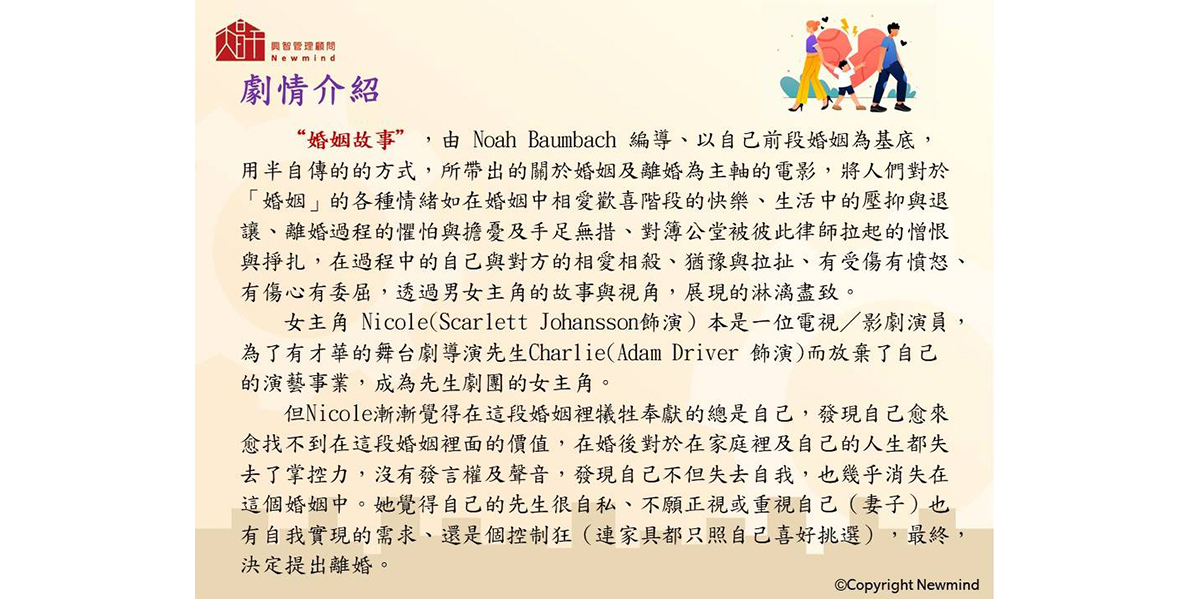 興智管理顧問
Newmind
劇情介紹
“婚姻故事”，由 Noah Baumbach 編導、以自己前段婚姻為基底，
用半自傳的的方式，所帶出的關於婚姻及離婚為主軸的電影，將人們對於
「婚姻」的各種情緒如在婚姻中相愛歡喜階段的快樂、生活中的壓抑與退
讓、離婚過程的懼怕與擔憂及手足無措、對簿公堂被彼此律師拉起的憎恨
與掙扎，在過程中的自己與對方的相愛相殺、猶豫與拉扯、有受傷有憤怒、
有傷心有委屈，透過男女主角的故事與視角，展現的淋漓盡致。
女主角 Nicole(Scarlett Johansson飾演）本是一位電視／影劇演員，
為了有才華的舞台劇導演先生Charlie(Adam Driver 飾演)而放棄了自己
的演藝事業，成為先生劇團的女主角。
但Nicole漸漸覺得在這段婚姻裡犧牲奉獻的總是自己，發現自己愈來
愈找不到在這段婚姻裡面的價值，在婚後對於在家庭裡及自己的人生都失
去了掌控力，沒有發言權及聲音，發現自己不但失去自我，也幾乎消失在
這個婚姻中。她覺得自己的先生很自私、不願正視或重視自己（妻子）也
有自我實現的需求、還是個控制狂（連家具都只照自己喜好挑選），最終，
決定提出離婚。
©Copyright Newmind